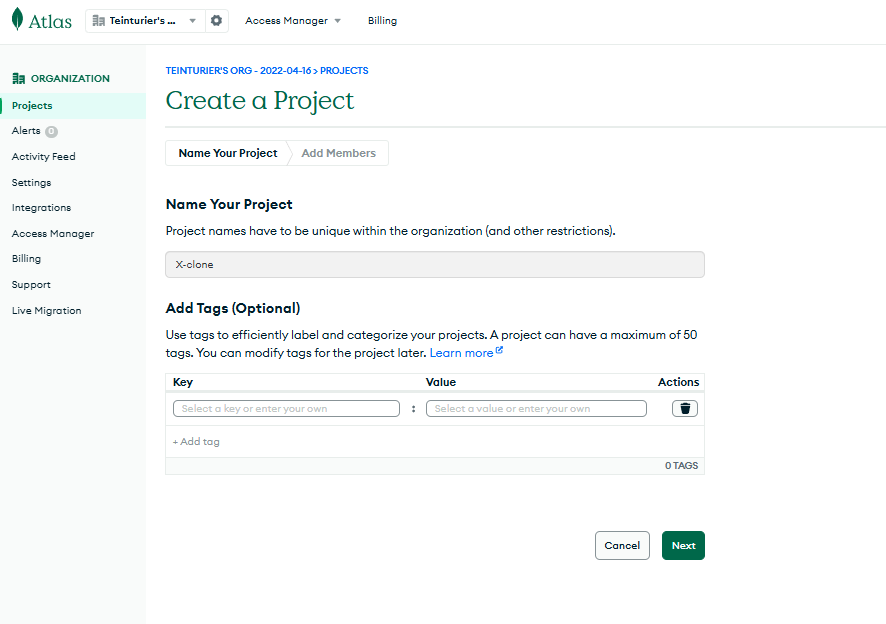 Atlas
Teinturier's ...
Access Manager
Billing
ORGANIZATION
Projects
Alerts 0
Activity Feed
Settings
Integrations
Access Manager
Billing
Support
Live Migration
TEINTURIER'S ORG - 2022-04-16 > PROJECTS
Create a Project
Name Your Project
Add Members
Name Your Project
Project names have to be unique within the organization (and other restrictions).
X-clone
Add Tags (Optional)
Use tags to efficiently label and categorize your projects. A project can have a maximum of 50
tags. You can modify tags for the project later. Learn more
Key Value Actions
Select a key or enter your own : Select a value or enter your own
+ Add tag
0 TAGS
Cancel Next